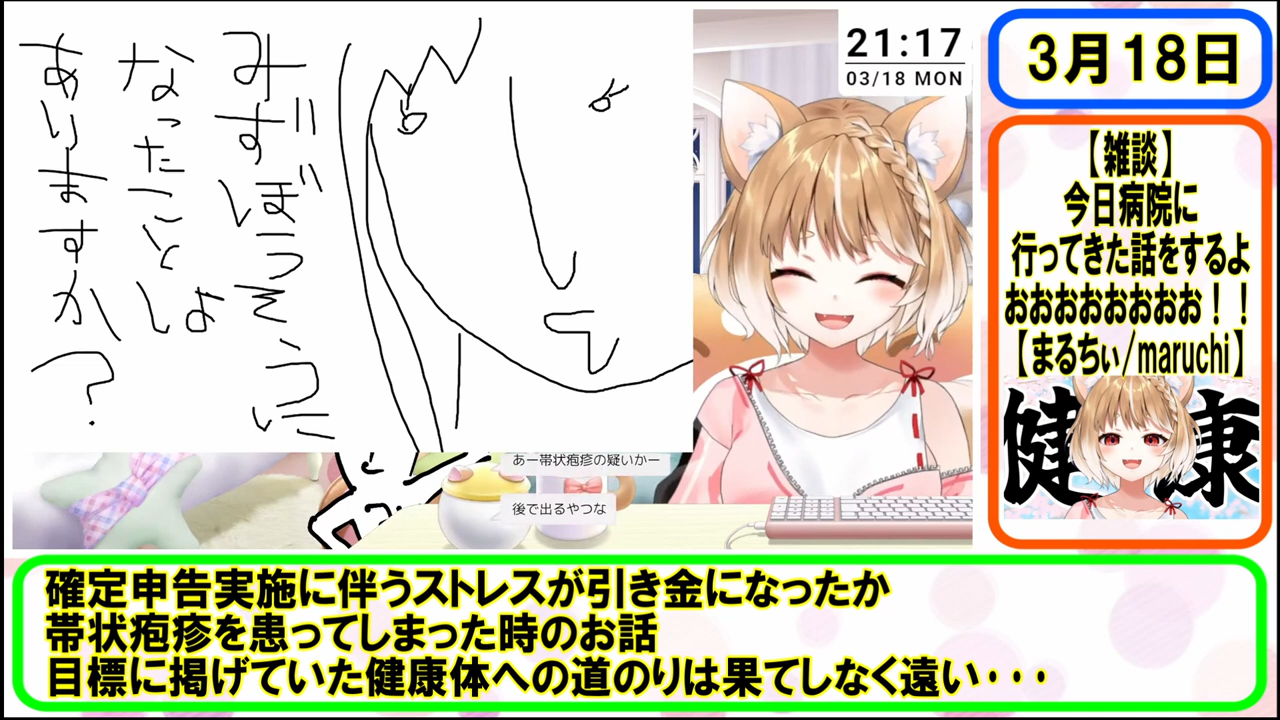 みずぼうそうに
なったことは
ありますか?
21:17
03/18 MON
あー帯状疱疹の疑いかー
後で出るやつな
3月18日
【雑談】
今日病院に
行ってきた話をするよ
おおおおおおおお!!
【まるちぃ/maruchi】
健康
確定申告実施に伴うストレスが引き金になったか
帯状疱疹を患ってしまった時のお話
目標に掲げていた健康体への道のりは果てしなく遠い・・・